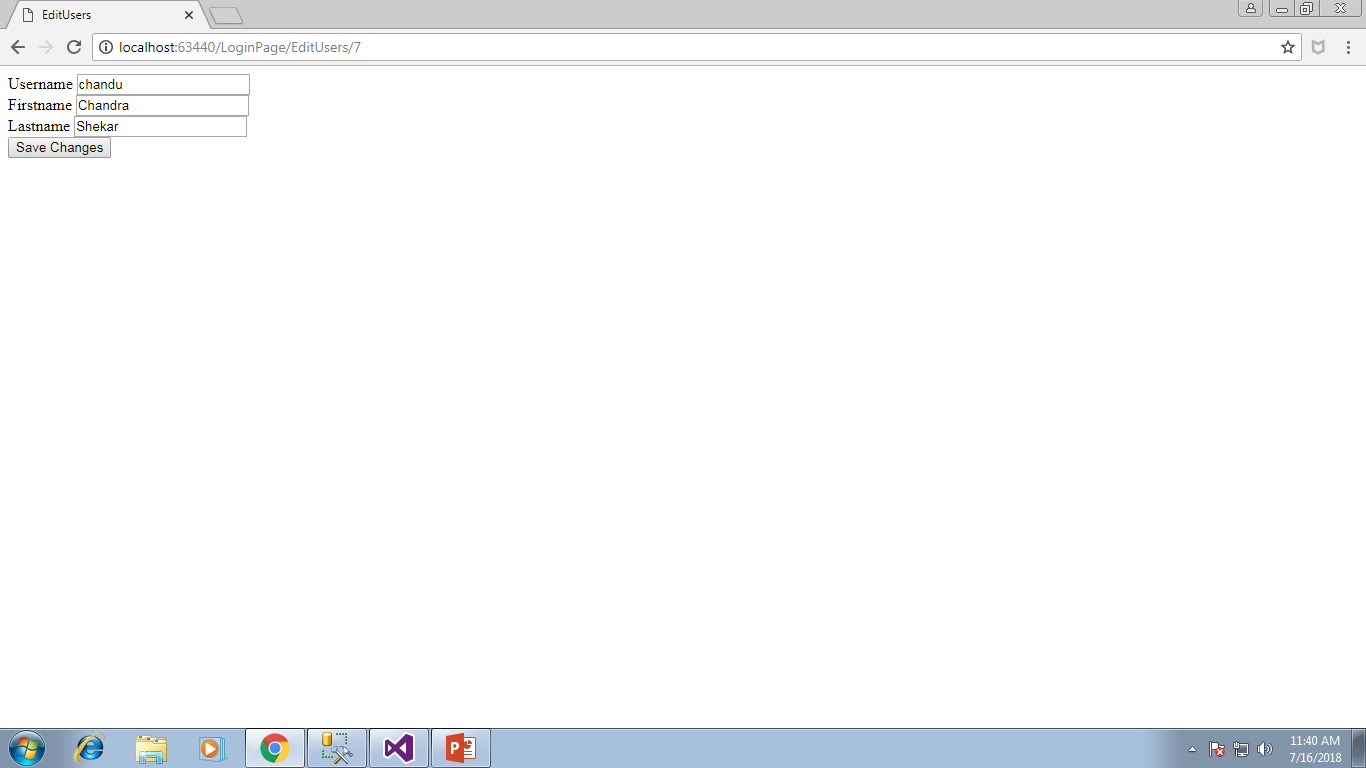 EditUsers
localhost:63440/LoginPage/EditUsers/7
Username chandu
Firstname Chandra
Lastname Shekar
Save Changes
11:40 AM
7/16/2018